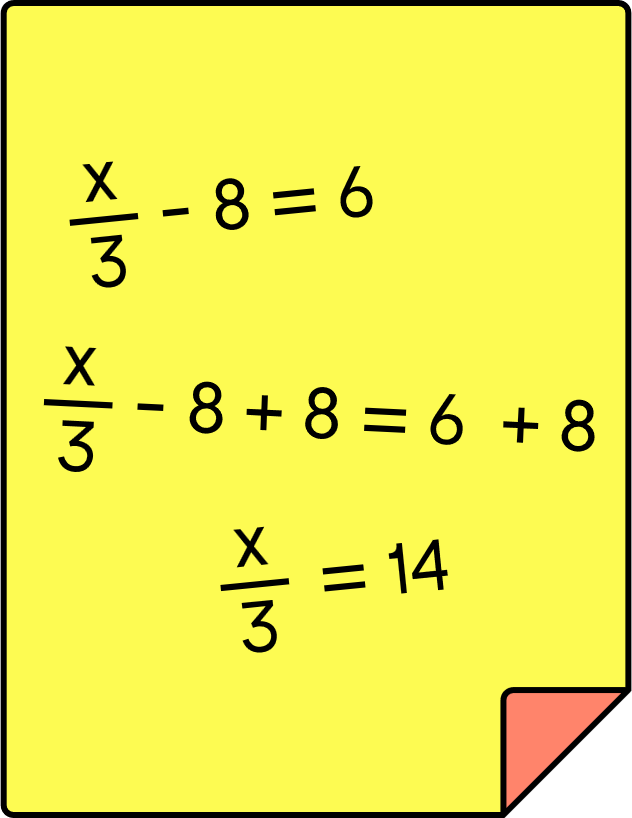 x/3 - 8 = 6
x/3 - 8 + 8 = 6 + 8
x/3 = 14